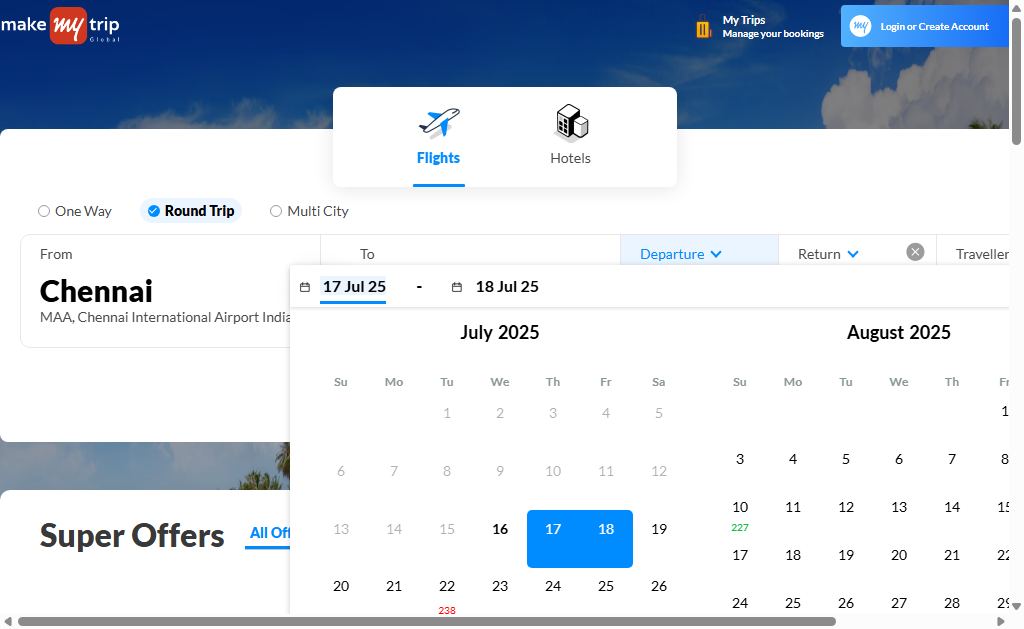 make my trip
Global
My Trips
Manage your bookings
my
Login or Create Account
Flights
Hotels
One Way
Round Trip
Multi City
From
To
Departure
Return
Traveller
Chennai
MAA, Chennai International Airport India
17 Jul 25 - 18 Jul 25
July 2025
August 2025
Su Mo Tu We Th Fr Sa
1 2 3 4 5
6 7 8 9 10 11 12
13 14 15 16 17 18 19
20 21 22 23 24 25 26
238
Su Mo Tu We Th Fr
1
3 4 5 6 7 8
10 11 12 13 14 15
227
17 18 19 20 21 22
24 25 26 27 28 29
Super Offers
All Off